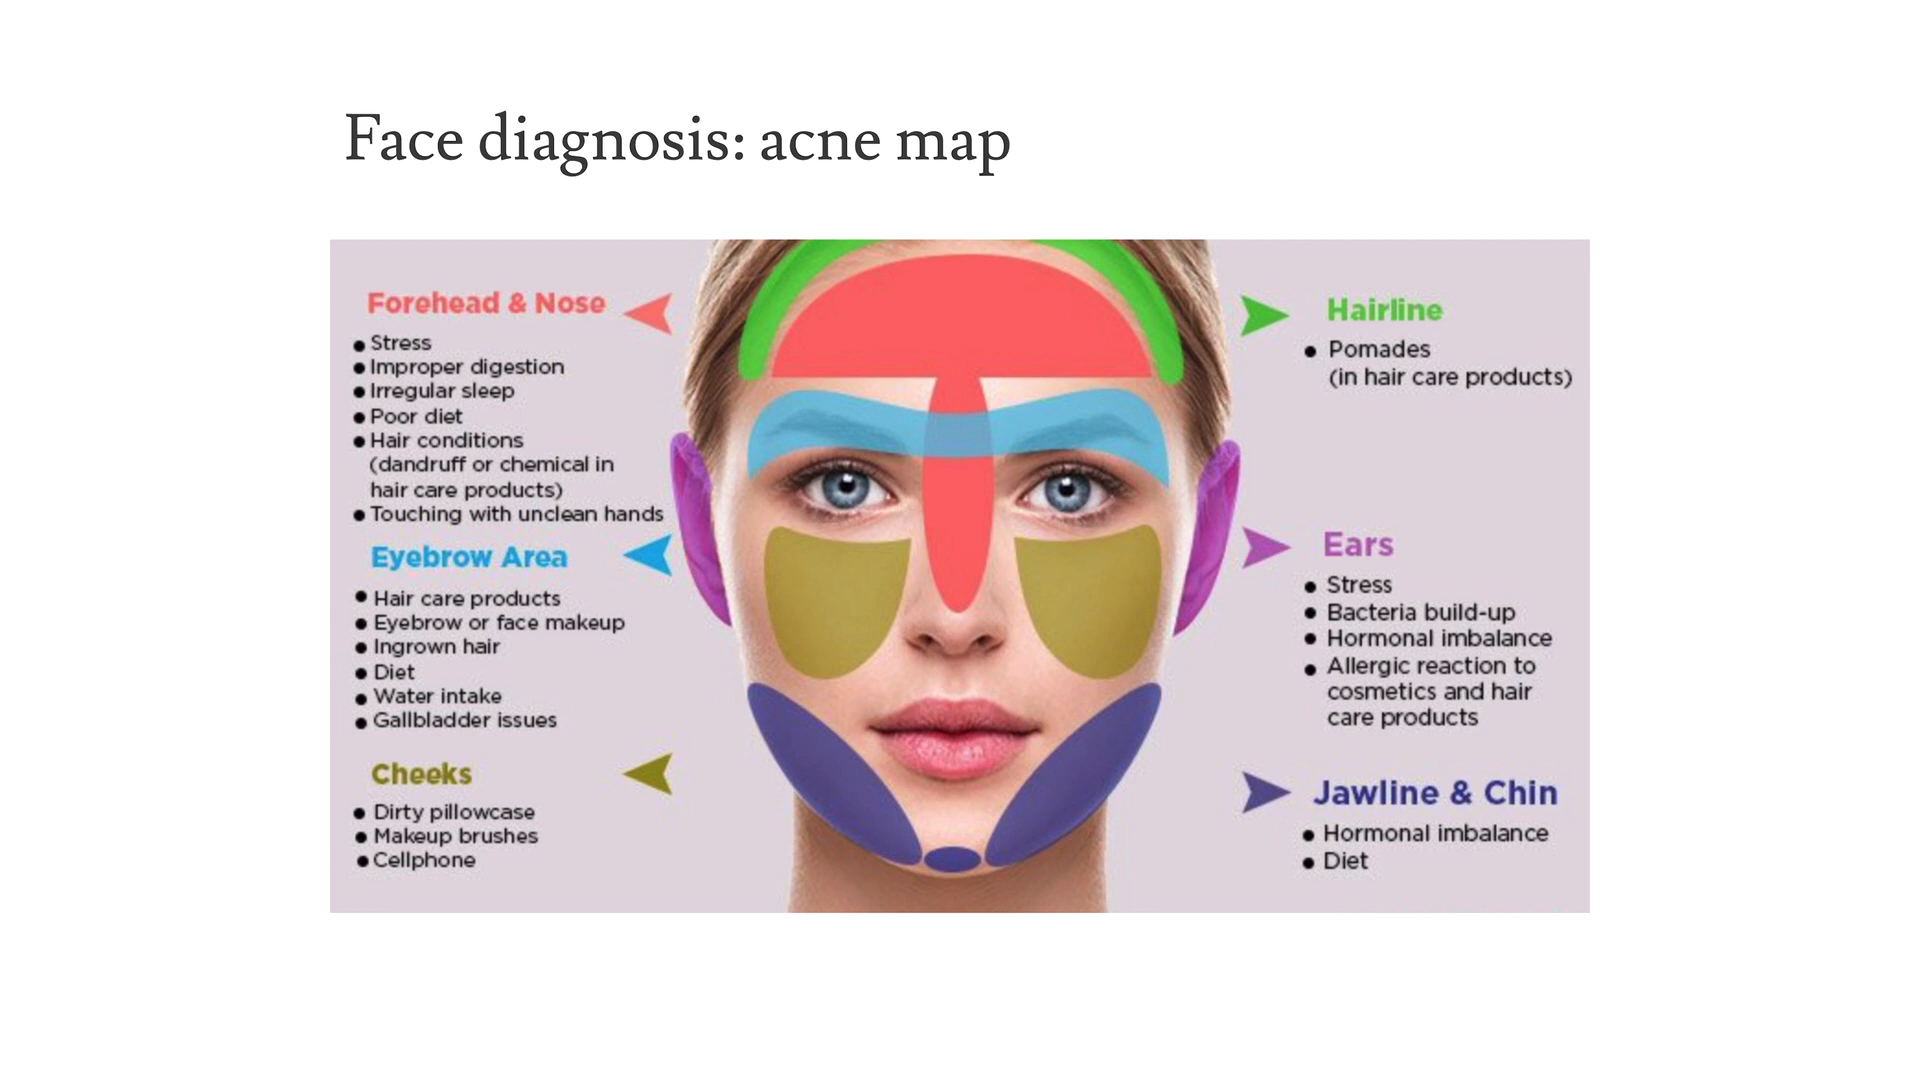 Face diagnosis: acne map
Forehead & Nose
• Stress
• Improper digestion
• Irregular sleep
• Poor diet
• Hair conditions
(dandruff or chemical in
hair care products)
• Touching with unclean hands
Eyebrow Area
• Hair care products
• Eyebrow or face makeup
• Ingrown hair
• Diet
• Water intake
• Gallbladder issues
Cheeks
• Dirty pillowcase
• Makeup brushes
• Cellphone
Hairline
• Pomades
(in hair care products)
Ears
• Stress
• Bacteria build-up
• Hormonal imbalance
• Allergic reaction to
cosmetics and hair
care products
Jawline & Chin
• Hormonal imbalance
• Diet